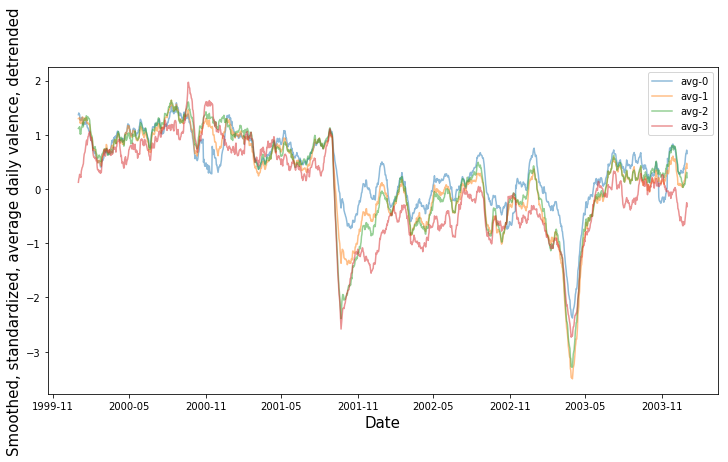 Smoothed, standardized, average daily valence, detrended
2
1
0
−1
−2
−3
avg-0
avg-1
avg-2
avg-3
1999-11
2000-05
2000-11
2001-05
2001-11
2002-05
2002-11
2003-05
2003-11
Date